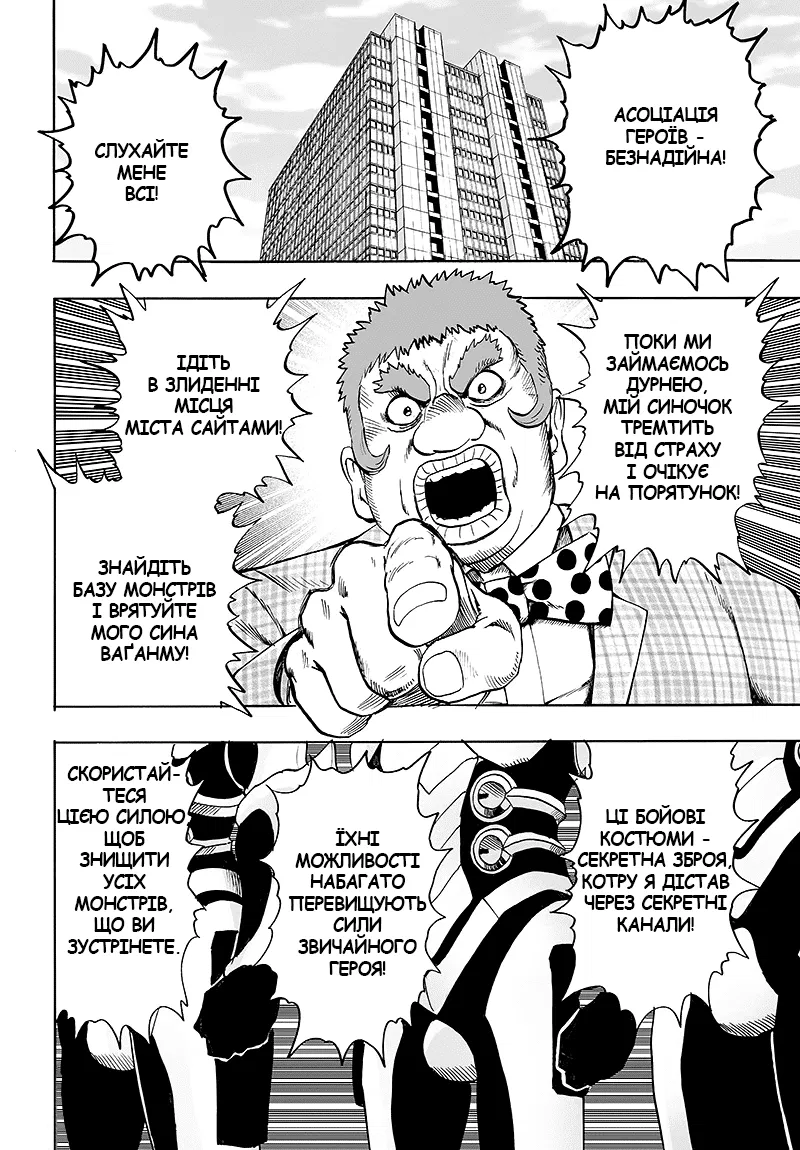 АСОЦІАЦІЯ
ГЕРОЇВ -
БЕЗНАДІЙНА!
СЛУХАЙТЕ
МЕНЕ
ВСІ!
ПОКИ МИ
ЗАЙМАЄМОСЬ
ДУРНЕЮ,
МІЙ СИНОЧОК
ТРЕМТИТЬ
ВІД СТРАХУ
І ОЧІКУЄ
НА ПОРЯТУНОК!
ІДІТЬ
В ЗЛИДЕННІ
МІСЦЯ
МІСТА САЙТАМИ!
ЗНАЙДІТЬ
БАЗУ МОНСТРІВ
І ВРЯТУЙТЕ
МОГО СИНА
ВАҐАНМУ!
ЦІ БОЙОВІ
КОСТЮМИ -
СЕКРЕТНА ЗБРОЯ,
КОТРУ Я ДІСТАВ
ЧЕРЕЗ СЕКРЕТНІ
КАНАЛИ!
ЇХНІ
МОЖЛИВОСТІ
НАБАГАТО
ПЕРЕВИЩУЮТЬ
СИЛИ
ЗВИЧАЙНОГО
ГЕРОЯ!
СКОРИСТАЙ-
ТЕСЯ
ЦІЄЮ СИЛОЮ
ЩОБ
ЗНИЩИТИ
УСІХ
МОНСТРІВ,
ЩО ВИ
ЗУСТРІНЕТЕ.